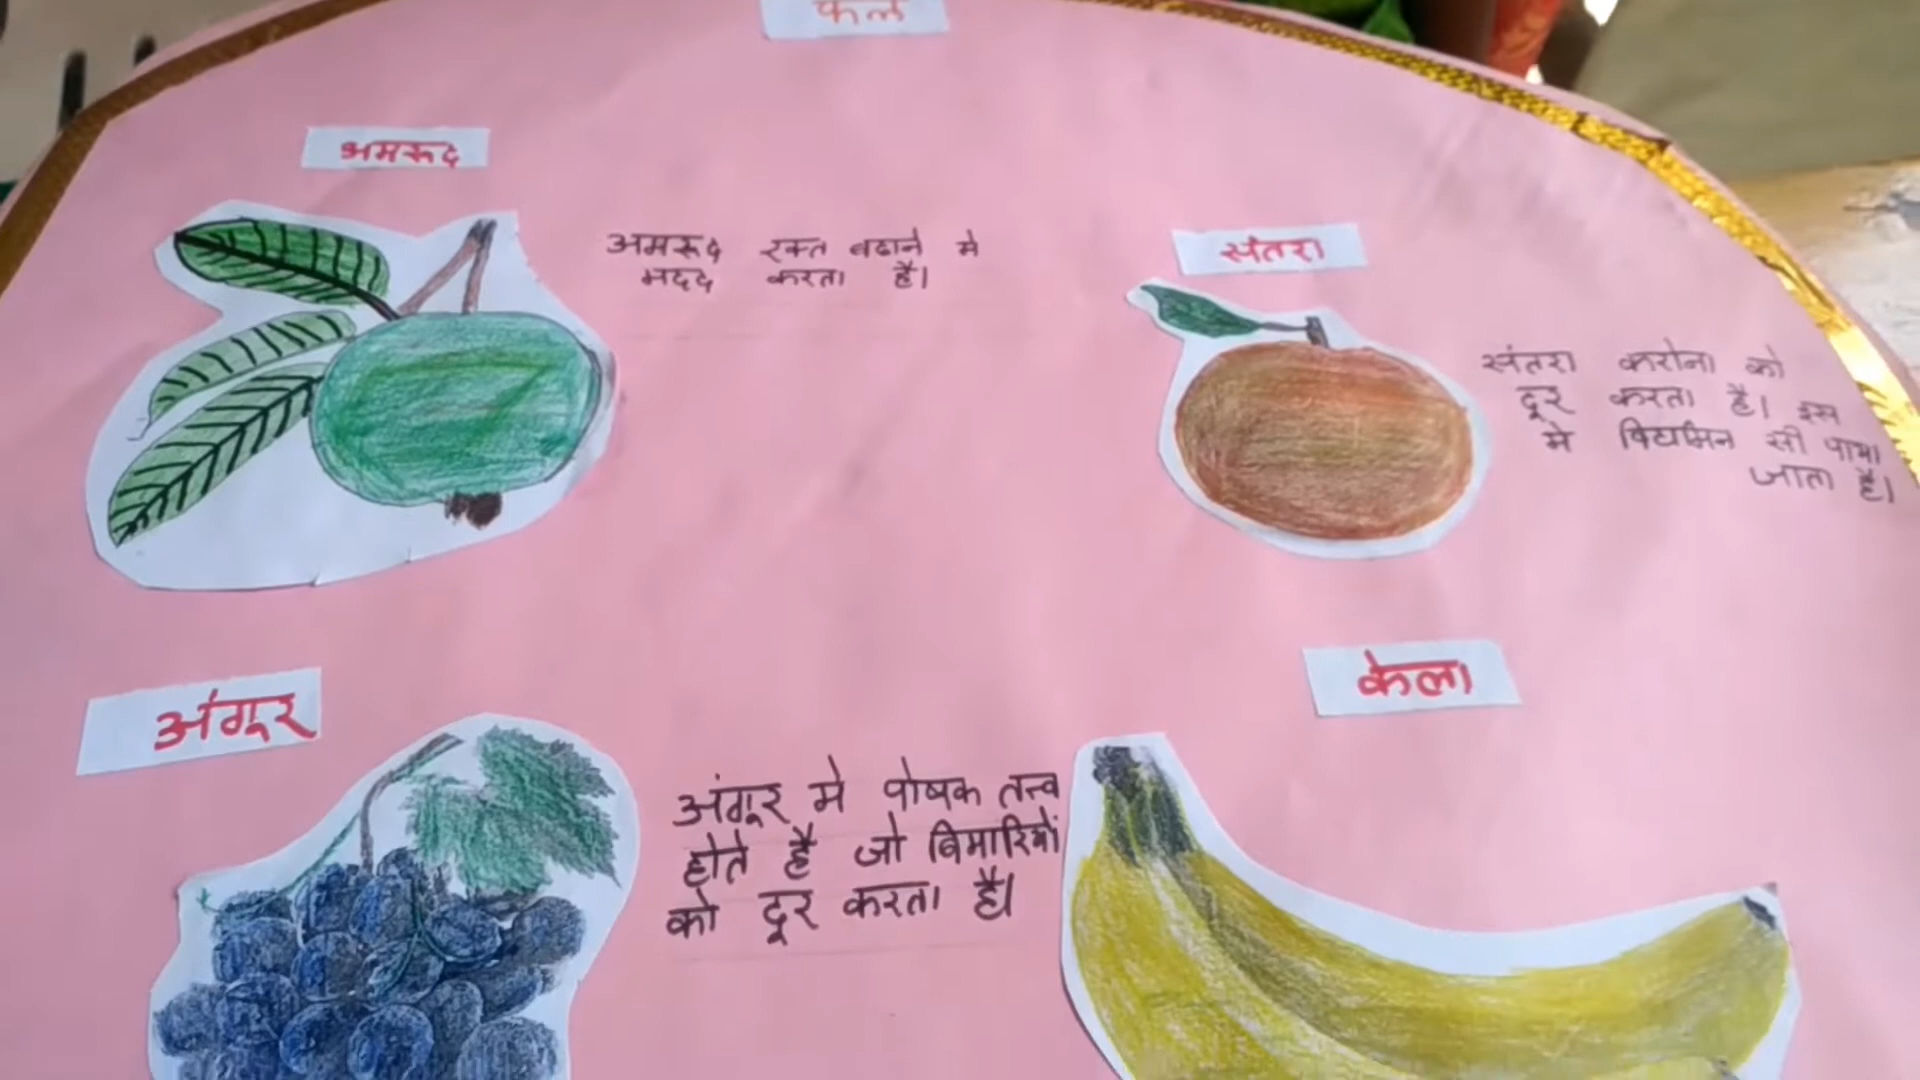 फल
अमरूद
अमरूद रक्त बढाने मे
मदद करता है।
संतरा
संतरा करोना को
दूर करता है। इस
मे विटामिन सी पाया
जाता है।
अंगूर
अंगूर मे पोषक तत्व
होते है जो बिमारियों
को दूर करता है।
केला